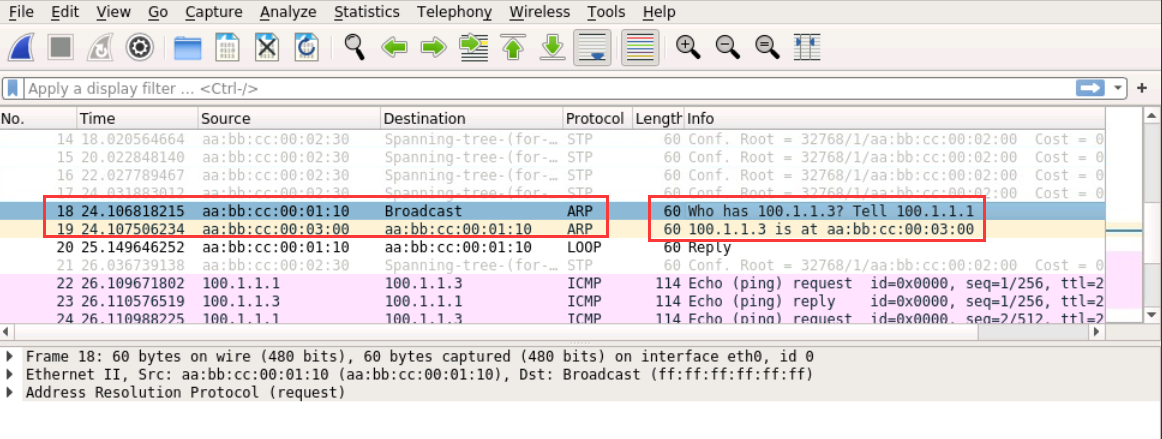 File Edit View Go Capture Analyze Statistics Telephony Wireless Tools Help
Apply a display filter … <Ctrl-/>
No. Time Source Destination Protocol Length Info
14 18.020564664 aa:bb:cc:00:02:30 Spanning-tree-(for-… STP 60 Conf. Root = 32768/1/aa:bb:cc:00:02:00 Cost = 0
15 20.022848140 aa:bb:cc:00:02:30 Spanning-tree-(for-… STP 60 Conf. Root = 32768/1/aa:bb:cc:00:02:00 Cost = 0
16 22.027789467 aa:bb:cc:00:02:30 Spanning-tree-(for-… STP 60 Conf. Root = 32768/1/aa:bb:cc:00:02:00 Cost = 0
17 24.031883012 aa:bb:cc:00:02:30 Spanning-tree-(for-… STP 60 Conf. Root = 32768/1/aa:bb:cc:00:02:00 Cost = 0
18 24.106818215 aa:bb:cc:00:01:10 Broadcast ARP 60 Who has 100.1.1.3? Tell 100.1.1.1
19 24.107506234 aa:bb:cc:00:03:00 aa:bb:cc:00:01:10 ARP 60 100.1.1.3 is at aa:bb:cc:00:03:00
20 25.149646252 aa:bb:cc:00:01:10 aa:bb:cc:00:01:10 LOOP 60 Reply
21 26.036739138 aa:bb:cc:00:02:30 Spanning-tree-(for-… STP 60 Conf. Root = 32768/1/aa:bb:cc:00:02:00 Cost = 0
22 26.109671802 100.1.1.1 100.1.1.3 ICMP 114 Echo (ping) request id=0x0000, seq=1/256, ttl=2
23 26.110576519 100.1.1.3 100.1.1.1 ICMP 114 Echo (ping) reply id=0x0000, seq=1/256, ttl=2
24 26.110988225 100.1.1.1 100.1.1.3 ICMP 114 Echo (ping) request id=0x0000, seq=2/512, ttl=2
Frame 18: 60 bytes on wire (480 bits), 60 bytes captured (480 bits) on interface eth0, id 0
Ethernet II, Src: aa:bb:cc:00:01:10 (aa:bb:cc:00:01:10), Dst: Broadcast (ff:ff:ff:ff:ff:ff)
Address Resolution Protocol (request)